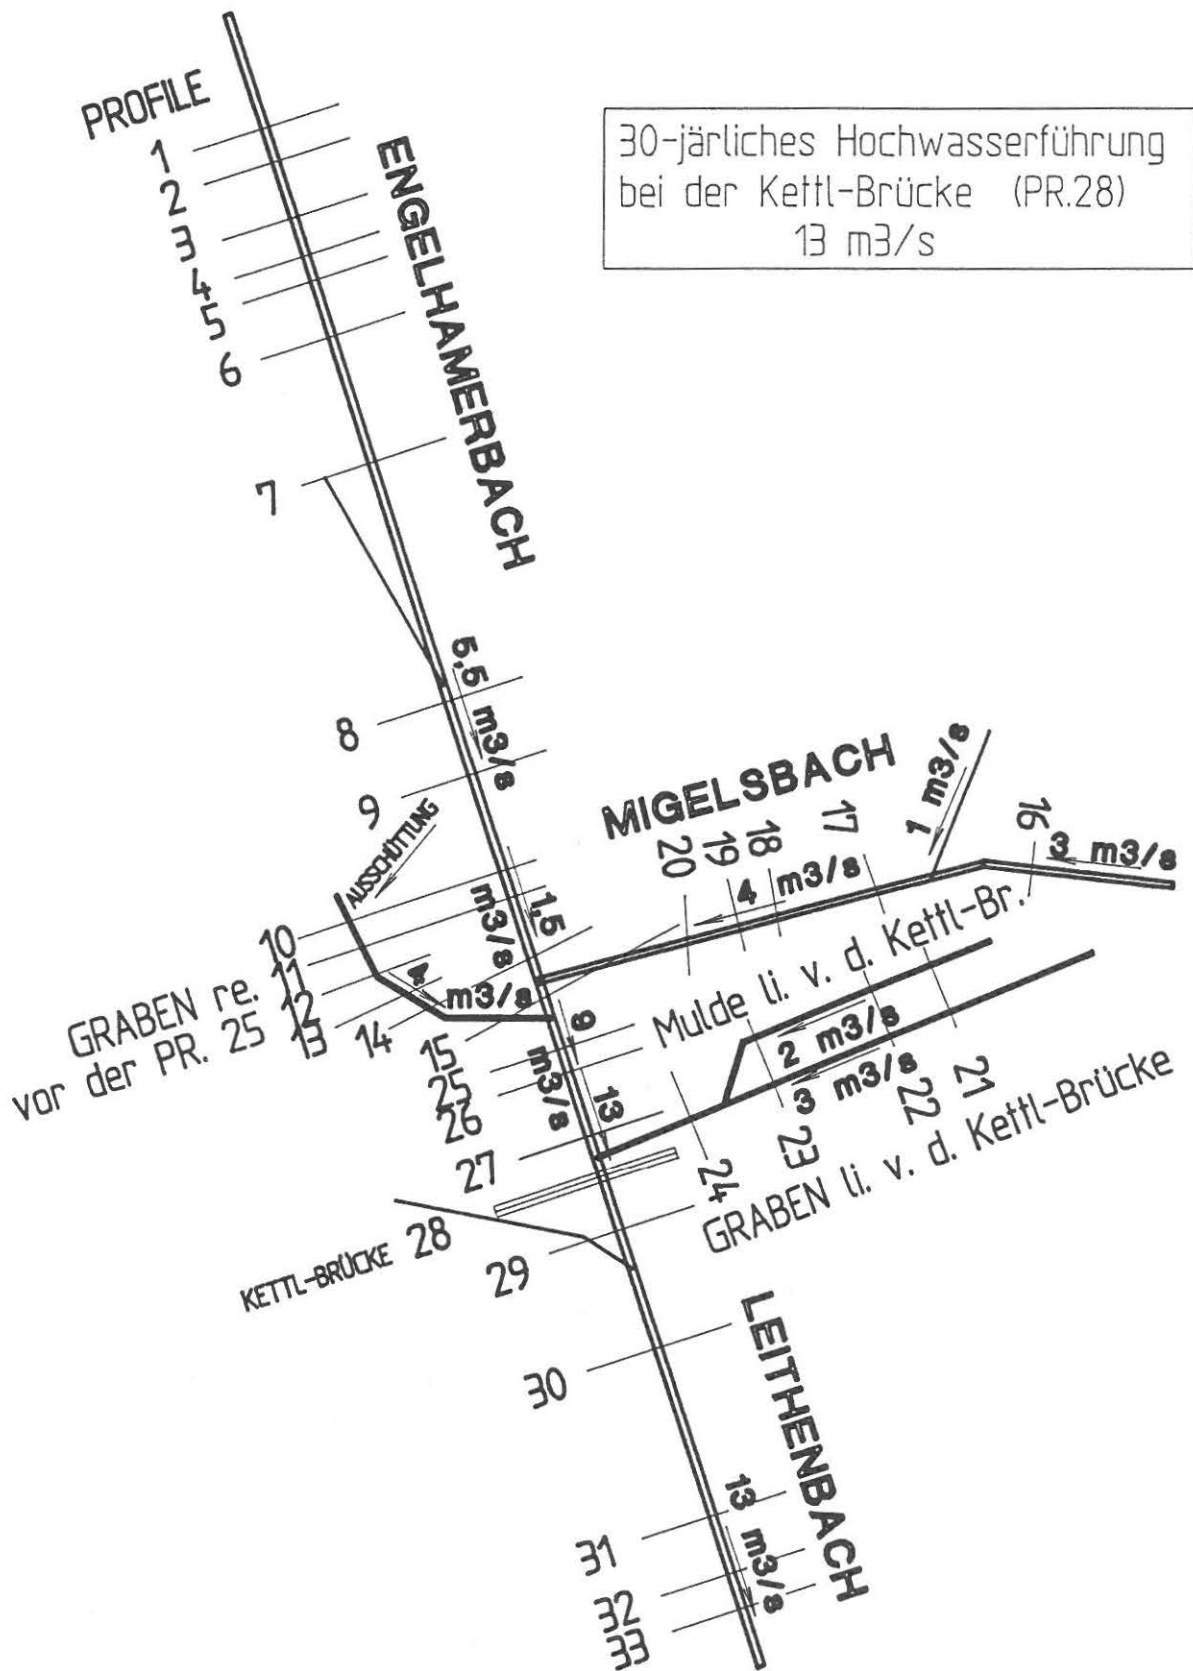 PROFILE
1
2
3
4
5
6
7
8
9
10
11
12
13
14
15
25
26
27
28
29
30
31
32
33
30-järliches Hochwasserführung
bei der Kettl-Brücke (PR.28)
13 m3/s
ENGELHAMERBACH
5,5 m3/s
AUSSCHÜTTUNG
1,5
m3/s
MIGELSBACH
1 m3/s
16
17
18
19
20
3 m3/s
4 m3/s
GRABEN re.
vor der PR. 25
4 m3/s
9
m3/s
13
Mulde li. v. d. Kettl-Br.
2 m3/s
3 m3/s
21
22
23
24
GRABEN li. v. d. Kettl-Brücke
KETTL-BRÜCKE
LEITHENBACH
13 m3/s